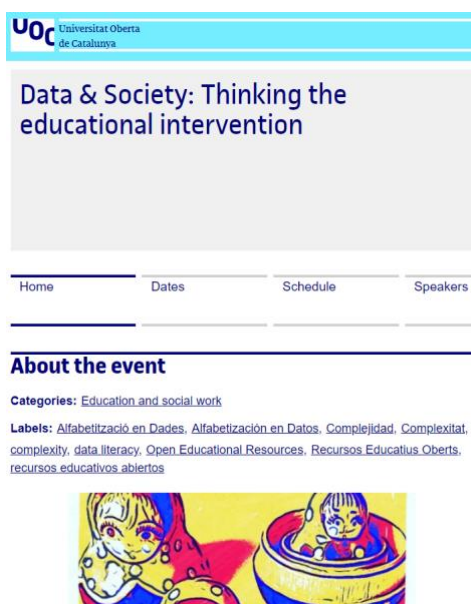 UOC Universitat Oberta
de Catalunya
Data & Society: Thinking the
educational intervention
Home Dates Schedule Speakers
About the event
Categories: Education and social work
Labels: Alfabetització en Dades, Alfabetización en Datos, Complejidad, Complexitat,
complexity, data literacy, Open Educational Resources, Recursos Educatius Oberts,
recursos educativos abiertos